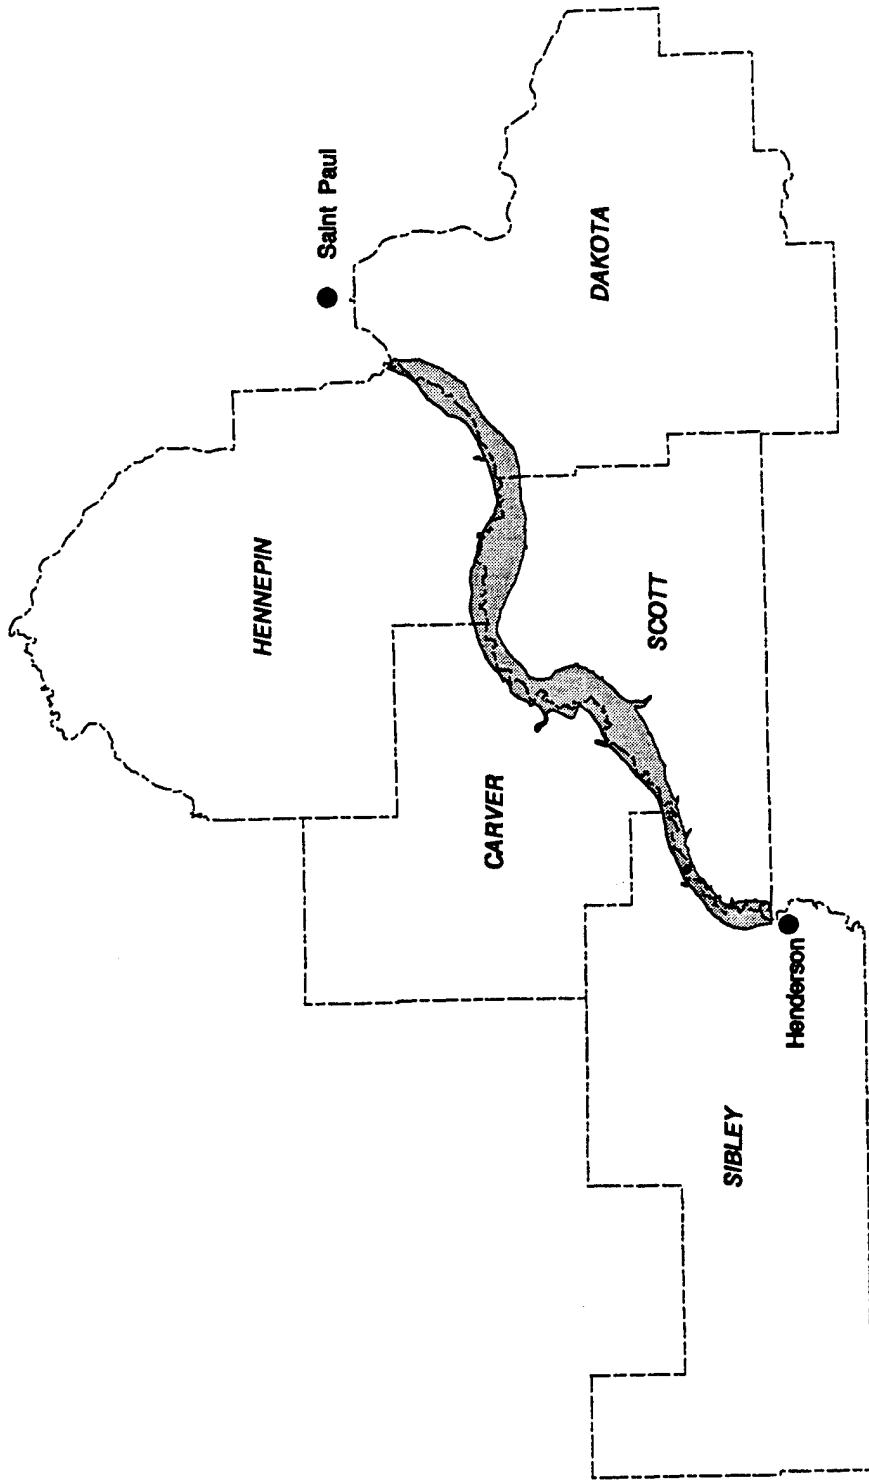 Saint Paul
HENNEPIN
DAKOTA
CARVER
SCOTT
SIBLEY
Henderson